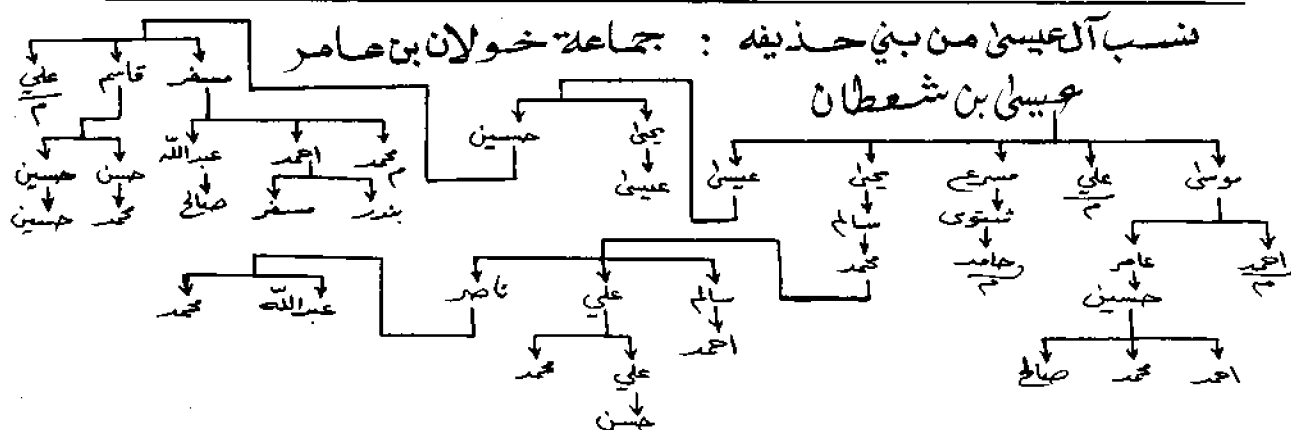 نسب آل عيسى من بني حذيفه : جماعة خولان بن عامر
عيسى بن شعطان
موسى علي م مسرع يحيى عيسى
احمد م عامر شتوى سالم
حسين حامد م محمد
احمد محمد صالح
يحيى حسين
عيسى
مسفر قاسم علي م
محمد م احمد عبدالله حسن حسين
بندر مسفر صالح محمد حسين
سالم علي ناصر
احمد علي محمد
حسن
عبدالله محمد